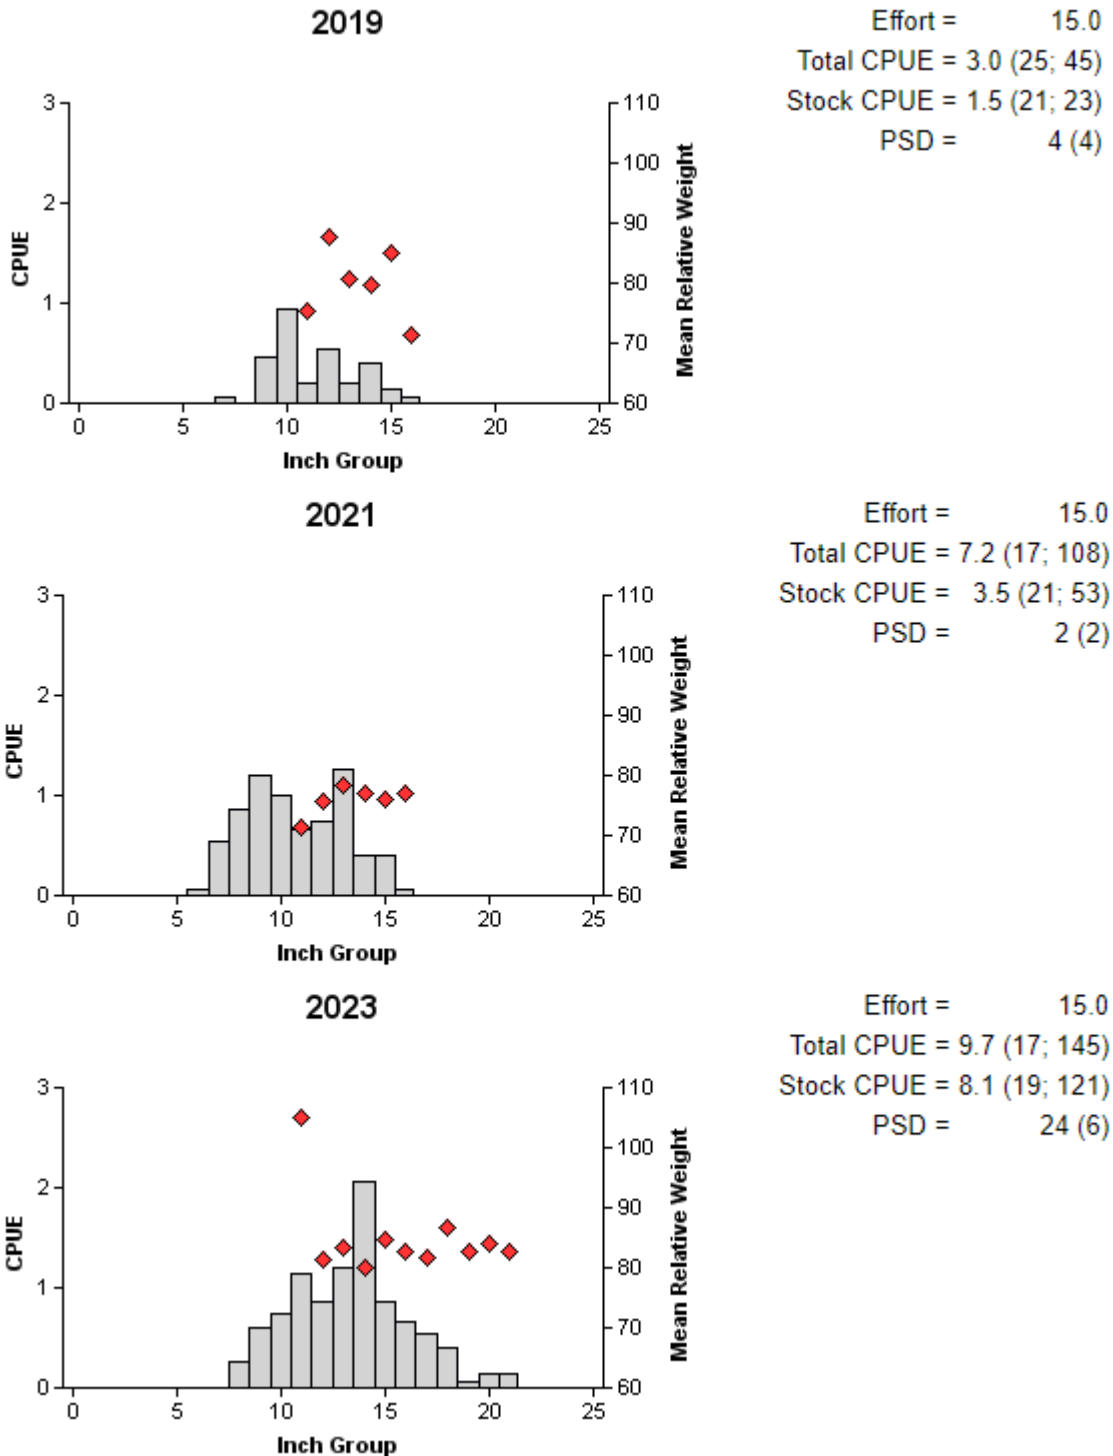 2019
Effort = 15.0
Total CPUE = 3.0 (25; 45)
Stock CPUE = 1.5 (21; 23)
PSD = 4 (4)
3
2
1
0
CPUE
110
100
90
80
70
60
Mean Relative Weight
0 5 10 15 20 25
Inch Group
2021
Effort = 15.0
Total CPUE = 7.2 (17; 108)
Stock CPUE = 3.5 (21; 53)
PSD = 2 (2)
3
2
1
0
CPUE
110
100
90
80
70
60
Mean Relative Weight
0 5 10 15 20 25
Inch Group
2023
Effort = 15.0
Total CPUE = 9.7 (17; 145)
Stock CPUE = 8.1 (19; 121)
PSD = 24 (6)
3
2
1
0
CPUE
110
100
90
80
70
60
Mean Relative Weight
0 5 10 15 20 25
Inch Group